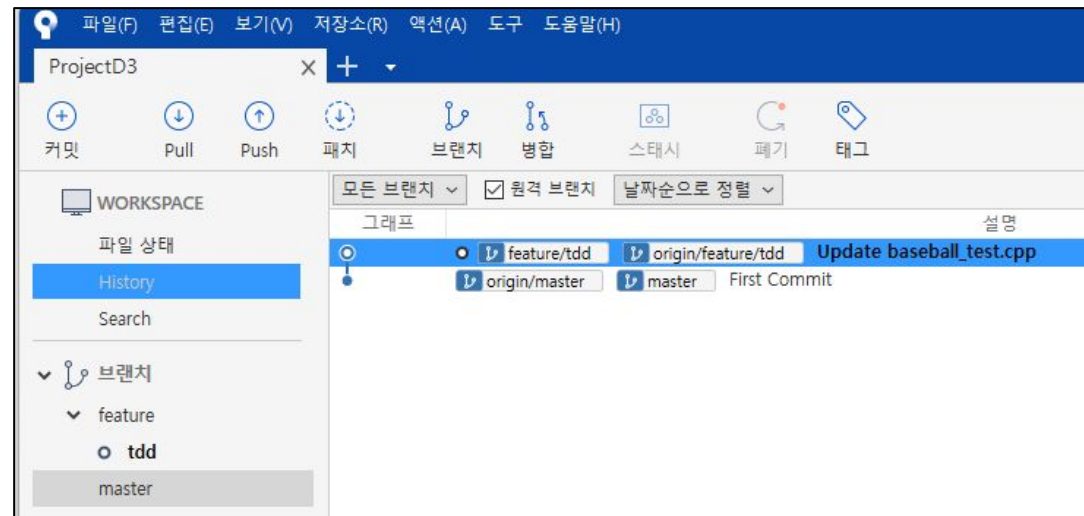 파일(F) 편집(E) 보기(V) 저장소(R) 액션(A) 도구 도움말(H)
ProjectD3
커밋 Pull Push 패치 브랜치 병합 스태시 폐기 태그
WORKSPACE
파일 상태
History
Search
브랜치
feature
tdd
master
모든 브랜치 원격 브랜치 날짜순으로 정렬
그래프 설명
feature/tdd origin/feature/tdd Update baseball_test.cpp
origin/master master First Commit